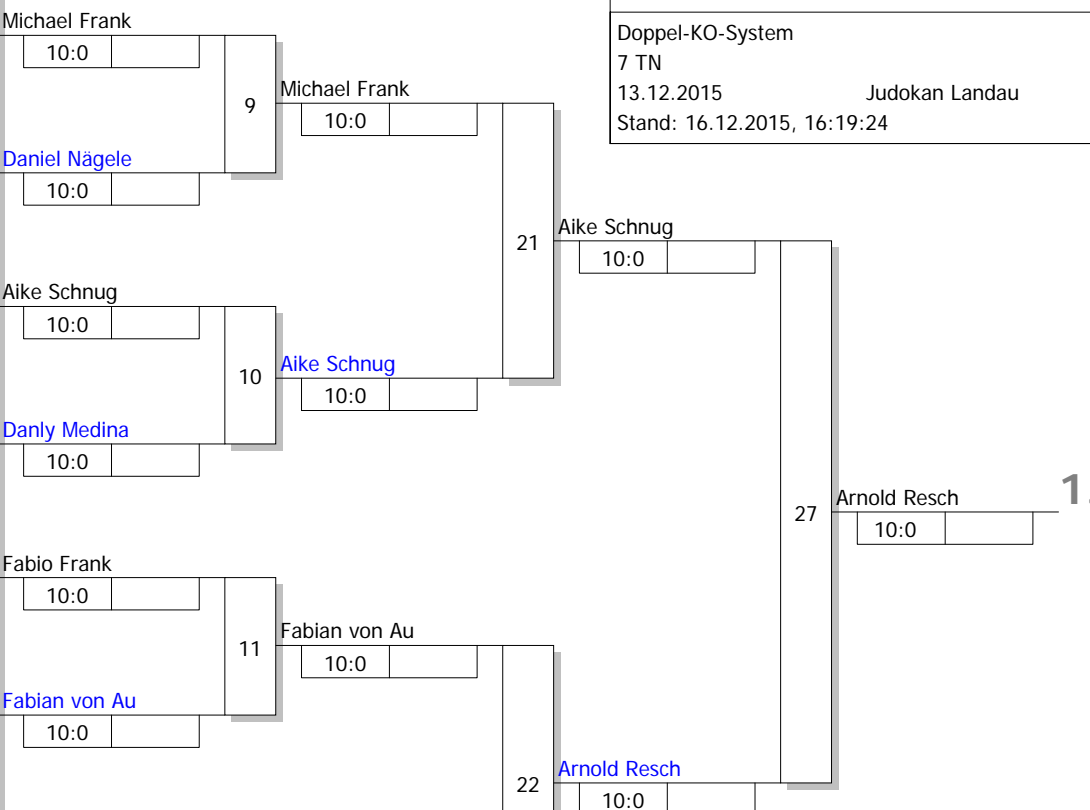 Michael Frank
10:0
Daniel Nägele
10:0
9
Michael Frank
10:0
Aike Schnug
10:0
Danly Medina
10:0
10
Aike Schnug
10:0
21
Aike Schnug
10:0
Fabio Frank
10:0
Fabian von Au
10:0
11
Fabian von Au
10:0
22
Arnold Resch
10:0
27
Arnold Resch
10:0
1.
Doppel-KO-System
7 TN
13.12.2015 Judokan Landau
Stand: 16.12.2015, 16:19:24